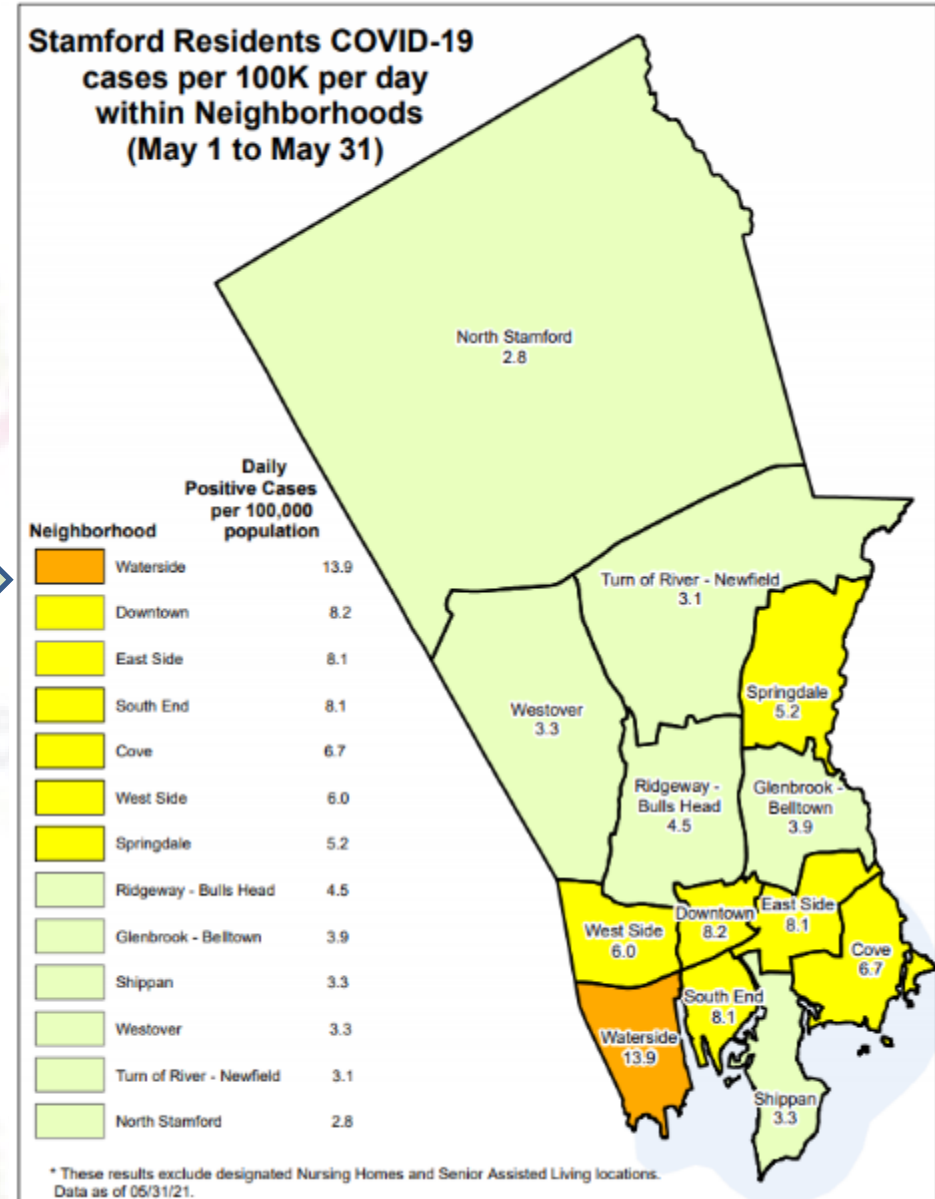 Stamford Residents COVID-19
cases per 100K per day
within Neighborhoods
(May 1 to May 31)
North Stamford
2.8
Daily
Positive Cases
per 100,000
Neighborhood population
Waterside 13.9
Downtown 8.2
East Side 8.1
South End 8.1
Cove 6.7
West Side 6.0
Springdale 5.2
Ridgeway - Bulls Head 4.5
Glenbrook - Belltown 3.9
Shippan 3.3
Westover 3.3
Turn of River - Newfield 3.1
North Stamford 2.8
Turn of River - Newfield
3.1
Springdale
5.2
Westover
3.3
Ridgeway -
Bulls Head
4.5
Glenbrook -
Belltown
3.9
West Side
6.0
Downtown
8.2
East Side
8.1
Cove
6.7
South End
8.1
Waterside
13.9
Shippan
3.3
* These results exclude designated Nursing Homes and Senior Assisted Living locations.
Data as of 05/31/21.